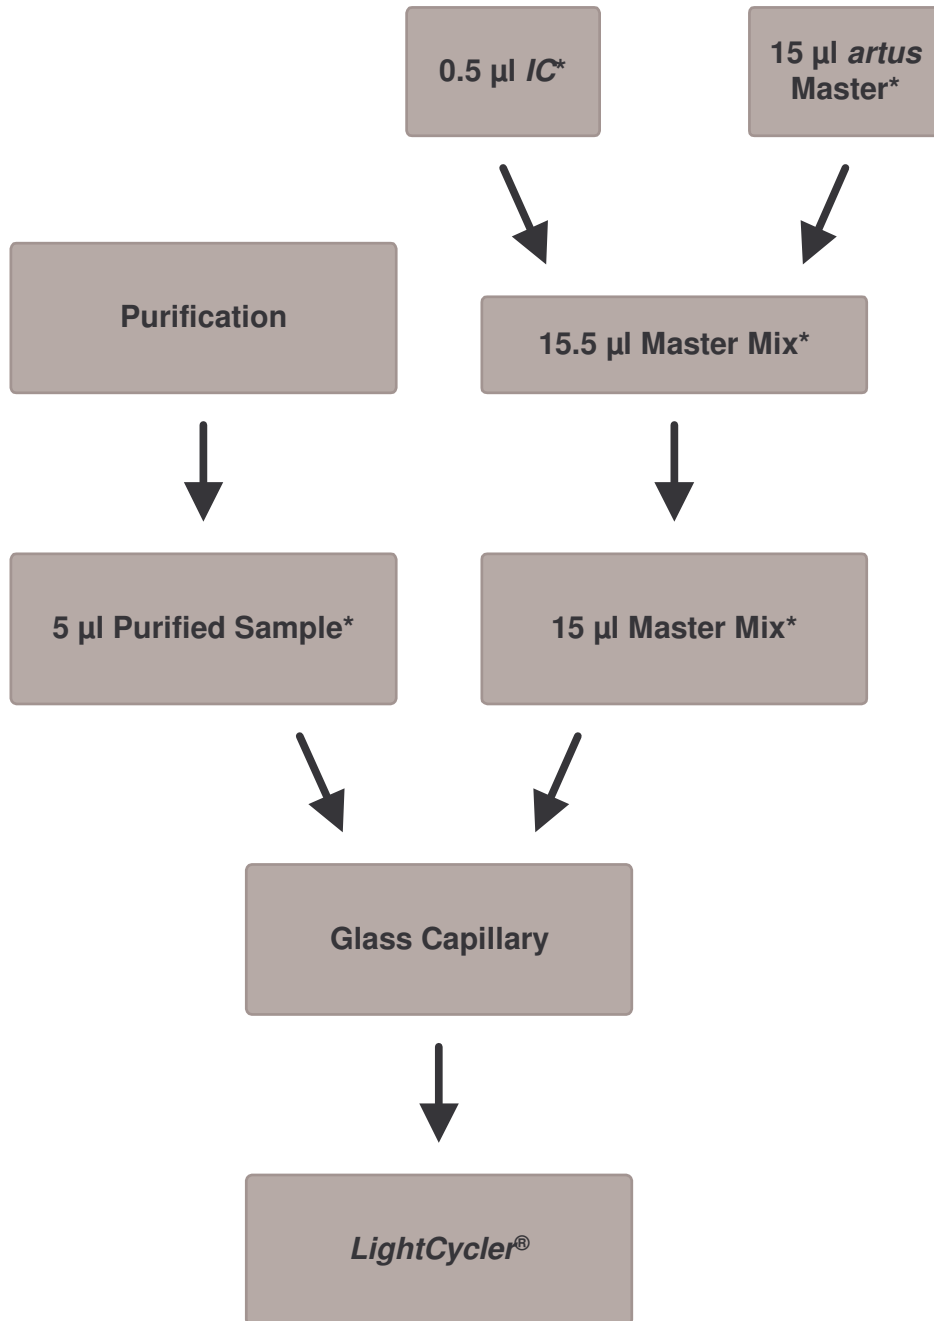 0.5 µl IC*
15 µl artus
Master*
Purification
15.5 µl Master Mix*
5 µl Purified Sample*
15 µl Master Mix*
Glass Capillary
LightCycler®